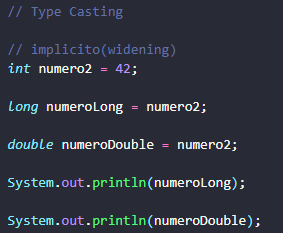 // Type Casting
// implicito(widening)
int numero2 = 42;
long numeroLong = numero2;
double numeroDouble = numero2;
System.out.println(numeroLong);
System.out.println(numeroDouble);